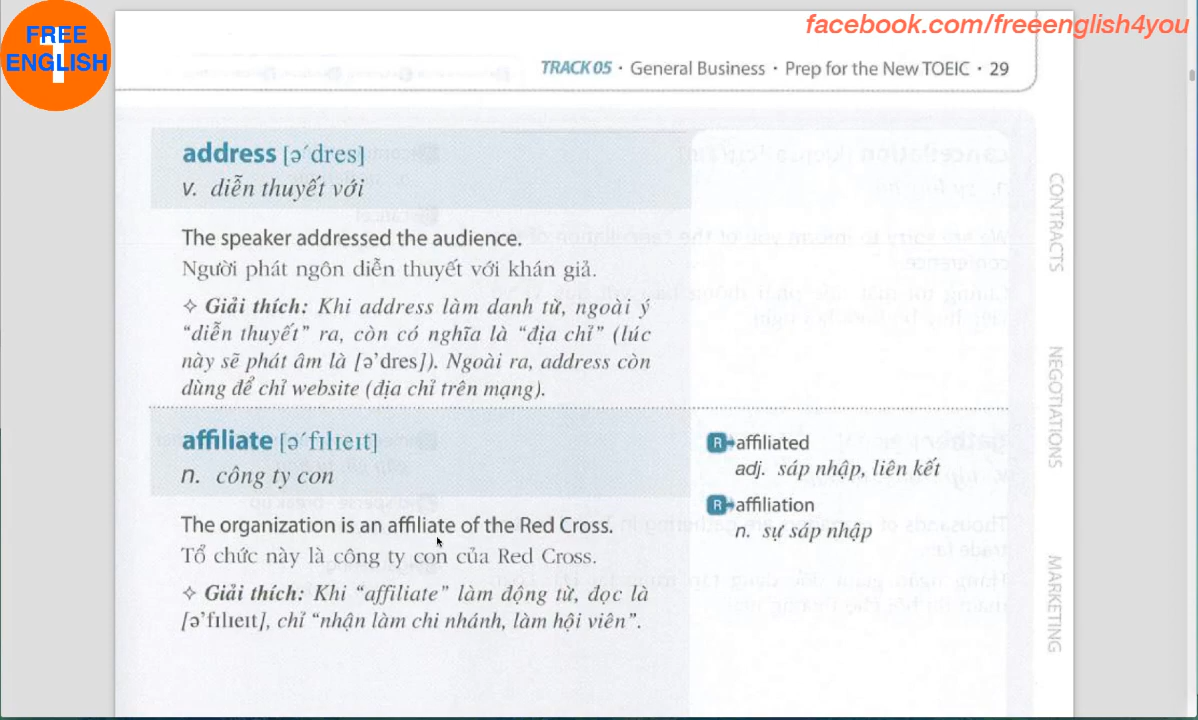 FREE
1
ENGLISH
facebook.com/freeenglish4you
TRACK 05 · General Business · Prep for the New TOEIC · 29
address [ə´dres]
v. diễn thuyết với
The speaker addressed the audience.
Người phát ngôn diễn thuyết với khán giả.
✧ Giải thích: Khi address làm danh từ, ngoài ý
“diễn thuyết” ra, còn có nghĩa là “địa chỉ” (lúc
này sẽ phát âm là [ə’dres]). Ngoài ra, address còn
dùng để chỉ website (địa chỉ trên mạng).
affiliate [ə´fɪlɪeɪt]
n. công ty con
The organization is an affiliate of the Red Cross.
Tổ chức này là công ty con của Red Cross.
✧ Giải thích: Khi “affiliate” làm động từ, đọc là
[ə’fɪlɪeɪt], chỉ “nhận làm chi nhánh, làm hội viên”.
R affiliated
adj. sáp nhập, liên kết
R affiliation
n. sự sáp nhập
CONTRACTS
NEGOTIATIONS
MARKETING